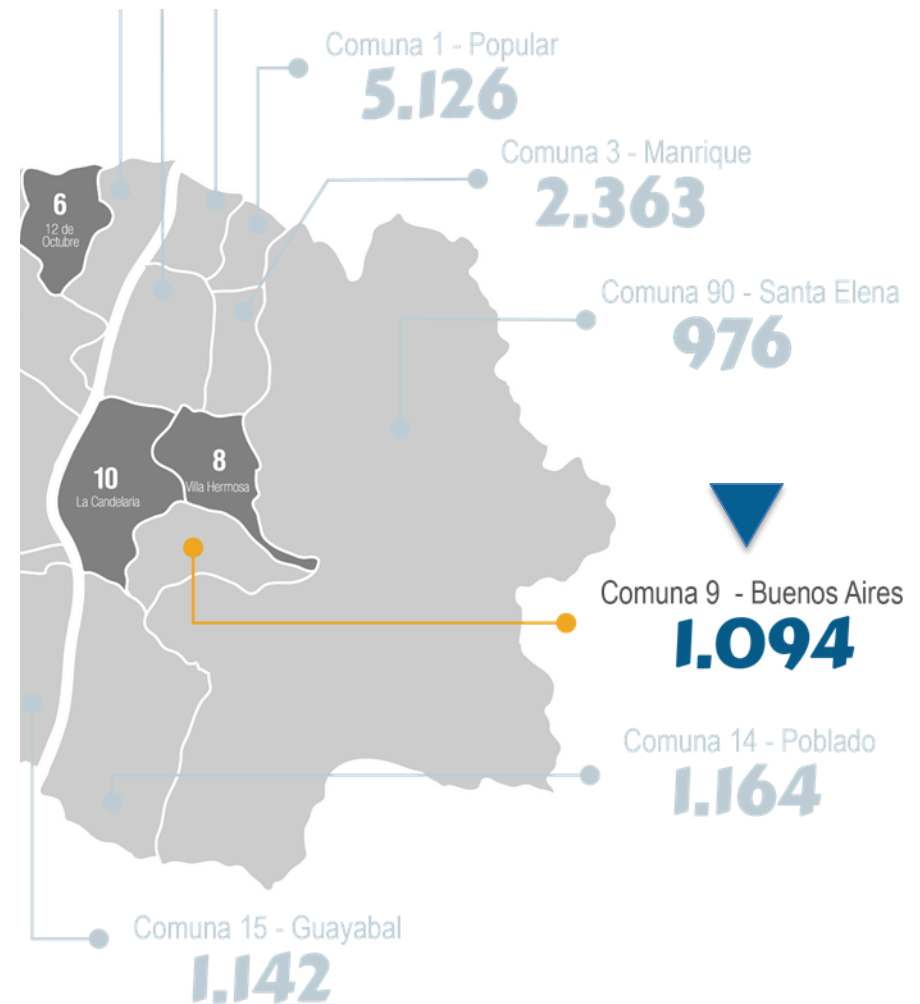 Comuna 1 - Popular
5.126
Comuna 3 - Manrique
2.363
6
12 de
Octubre
Comuna 90 - Santa Elena
976
10
La Candelaria
8
Villa Hermosa
Comuna 9 - Buenos Aires
1.094
Comuna 14 - Poblado
1.164
Comuna 15 - Guayabal
1.142